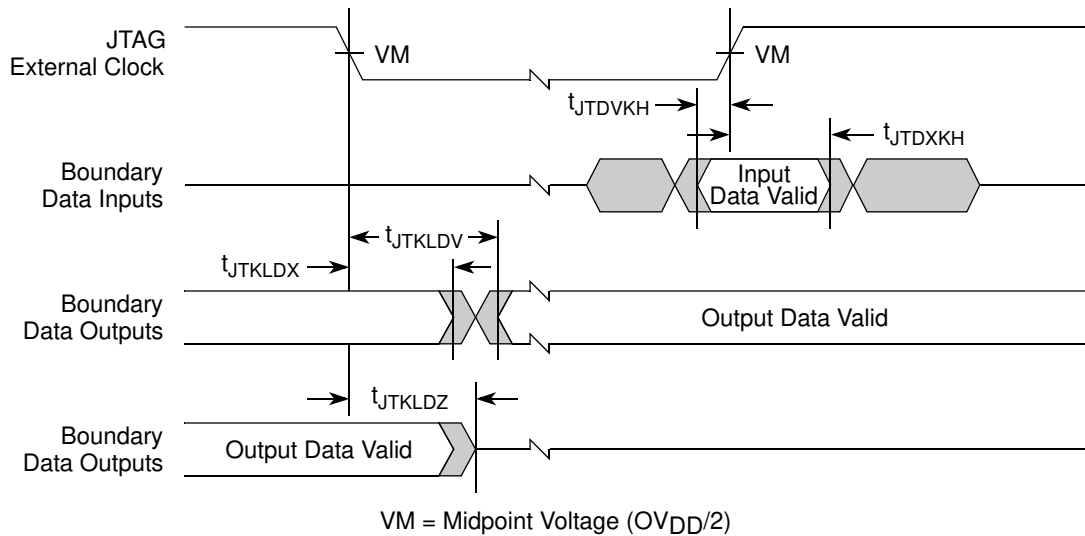 JTAG
External Clock
VM
VM
tJTDVKH
tJTDXKH
Boundary
Data Inputs
Input
Data Valid
tJTKLDV
tJTKLDX
Boundary
Data Outputs
Output Data Valid
tJTKLDZ
Boundary
Data Outputs
Output Data Valid
VM = Midpoint Voltage (OVDD/2)